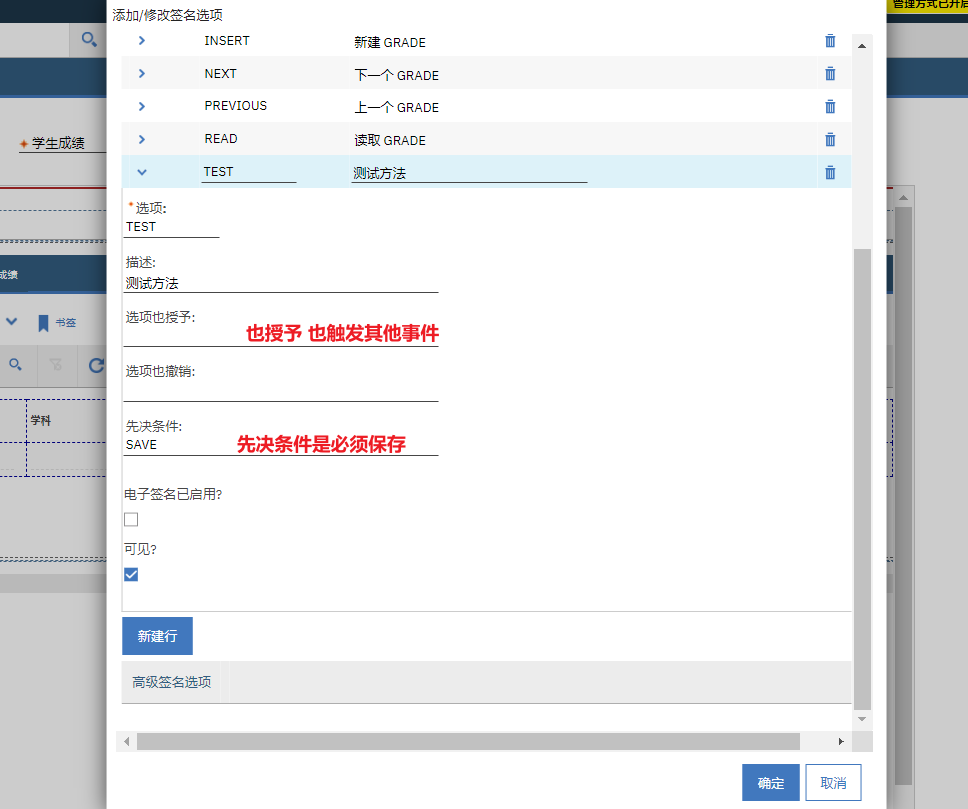 添加/修改签名选项
管理方式已开启
INSERT 新建 GRADE
NEXT 下一个 GRADE
PREVIOUS 上一个 GRADE
READ 读取 GRADE
TEST 测试方法
学生成绩
*选项:
TEST
描述:
测试方法
成绩
选项也授予:
书签
也授予 也触发其他事件
选项也撤销:
学科
先决条件:
SAVE
先决条件是必须保存
电子签名已启用?
可见?
新建行
高级签名选项
确定
取消